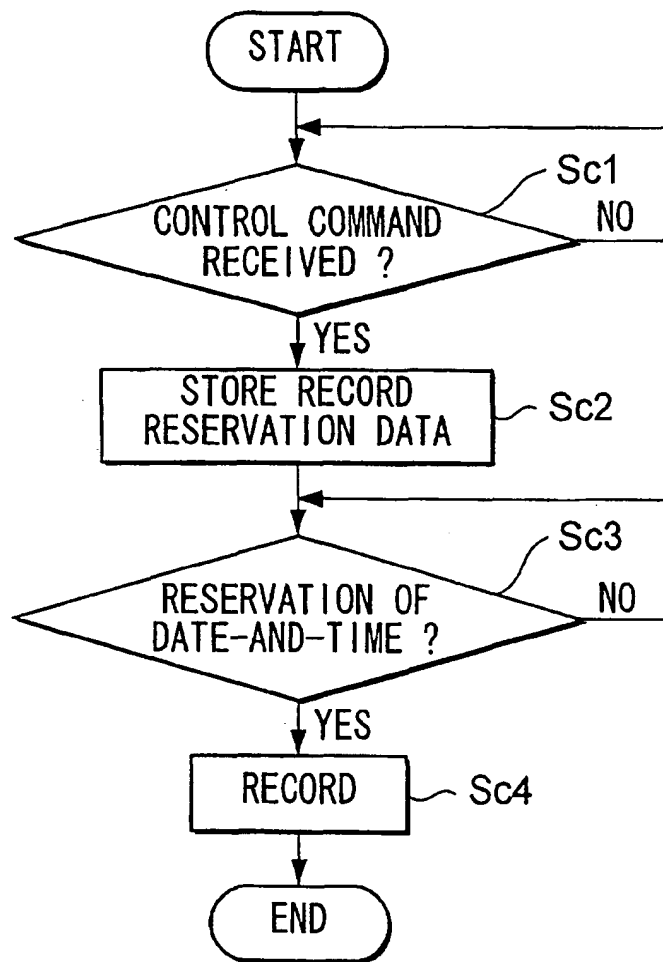 START
Sc1
CONTROL COMMAND
RECEIVED ?
NO
YES
STORE RECORD
RESERVATION DATA
Sc2
Sc3
RESERVATION OF
DATE-AND-TIME ?
NO
YES
RECORD
Sc4
END